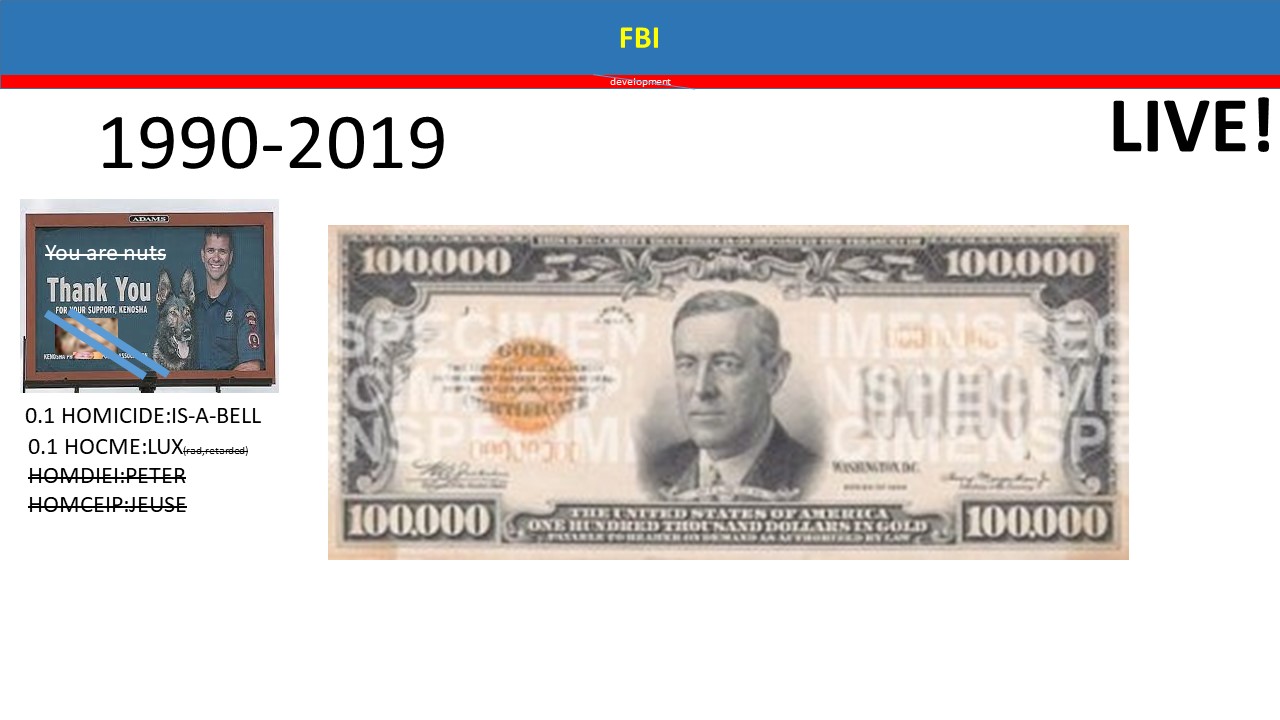 FBI
development
1990-2019
LIVE!
ADAMS
You are nuts
Thank You
FOR YOUR SUPPORT, KENOSHA
KENOSHA
0.1 HOMICIDE:IS-A-BELL
0.1 HOCME:LUX(rad,retarded)
HOMDIEI:PETER
HOMCEIP:JEUSE
100,000 100,000
SPECIMEN IMENSPEC
GOLD
CERTIFICATE
WASHINGTON, D.C.
THE UNITED STATES OF AMERICA
100,000 ONE HUNDRED THOUSAND DOLLARS IN GOLD 100,000
PAYABLE TO BEARER ON DEMAND AS AUTHORIZED BY LAW